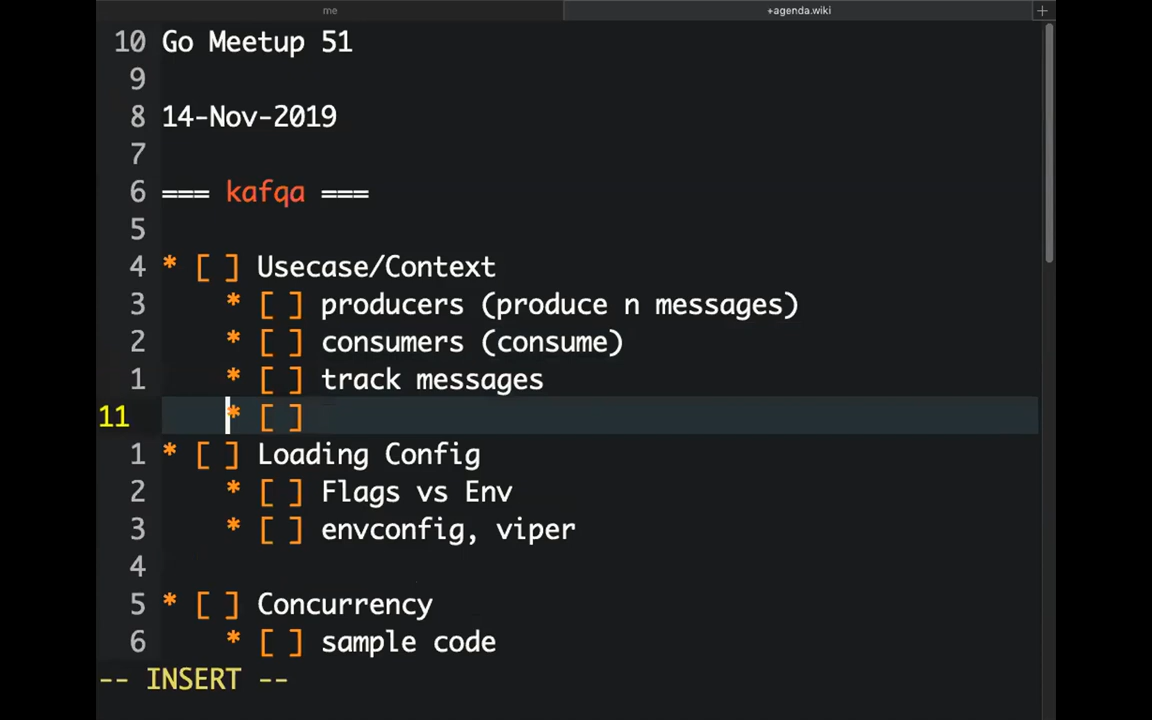 me
+agenda.wiki
+
10 Go Meetup 51
9
8 14-Nov-2019
7
6 === kafqa ===
5
4 * [ ] Usecase/Context
3 * [ ] producers (produce n messages)
2 * [ ] consumers (consume)
1 * [ ] track messages
11 * [ ]
1 * [ ] Loading Config
2 * [ ] Flags vs Env
3 * [ ] envconfig, viper
4
5 * [ ] Concurrency
6 * [ ] sample code
-- INSERT --